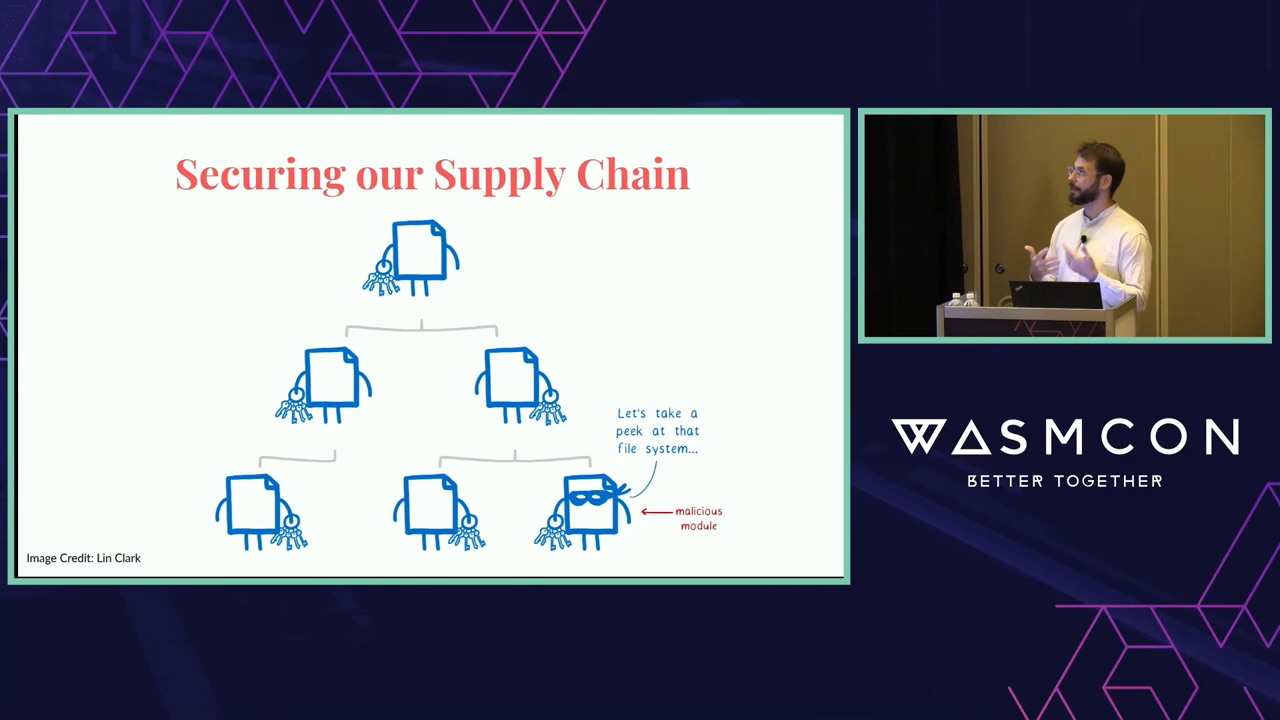 Securing our Supply Chain
Let's take a
peek at that
file system...
malicious
module
Image Credit: Lin Clark
WASMCON
BETTER TOGETHER